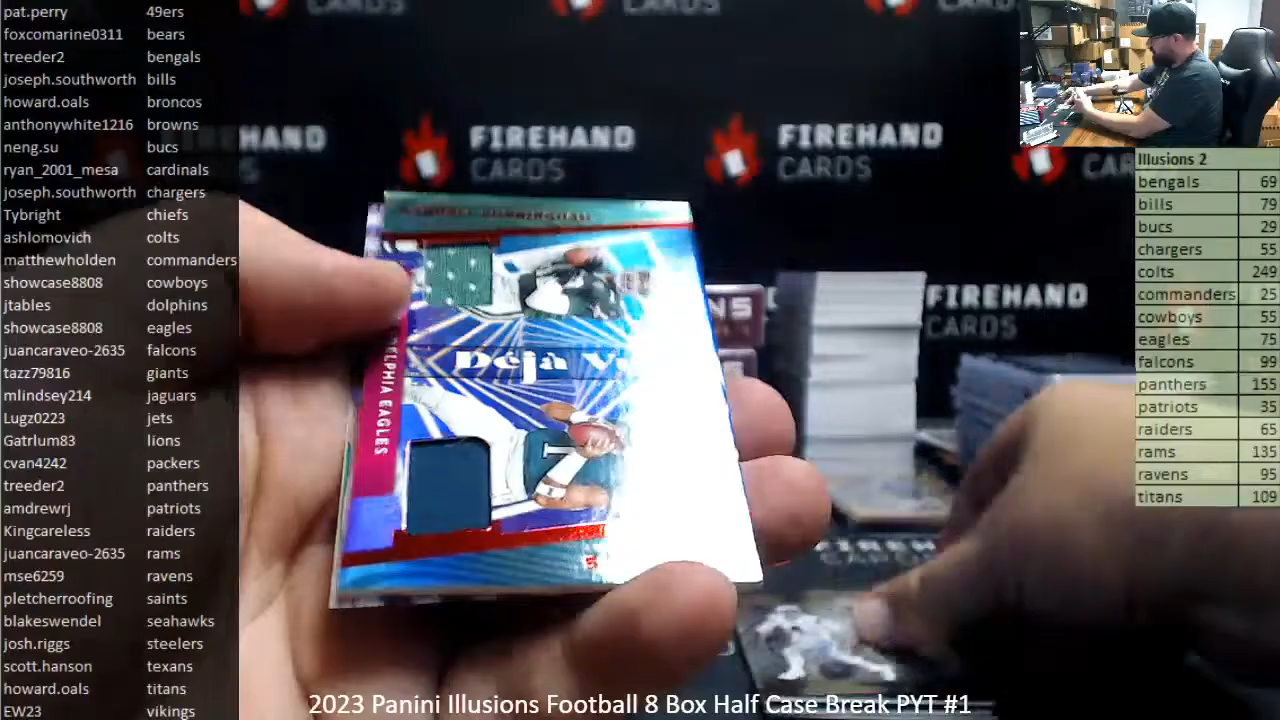 pat.perry 49ers
foxcomarine0311 bears
treeder2 bengals
joseph.southworth bills
howard.oals broncos
anthonywhite1216 browns
neng.su bucs
ryan_2001_mesa cardinals
joseph.southworth chargers
Tybright chiefs
ashlomovich colts
matthewholden commanders
showcase8808 cowboys
jtables dolphins
showcase8808 eagles
juancaraveo-2635 falcons
tazz79816 giants
mlindsey214 jaguars
Lugz0223 jets
Gatrlum83 lions
cvan4242 packers
treeder2 panthers
amdrewrj patriots
Kingcareless raiders
juancaraveo-2635 rams
mse6259 ravens
pletcherroofing saints
blakeswendel seahawks
josh.riggs steelers
scott.hanson texans
howard.oals titans
EW23 vikings
CARDS
CARDS
CARDS
FIREHAND
CARDS
FIREHAND
CARDS
FIREHAND
CARDS
FIREHAND
CARDS
Déjà
EAGLES
Illusions 2
bengals 69
bills 79
bucs 29
chargers 55
colts 249
commanders 25
cowboys 55
eagles 75
falcons 99
panthers 155
patriots 35
raiders 65
rams 135
ravens 95
titans 109
2023 Panini Illusions Football 8 Box Half Case Break PYT #1